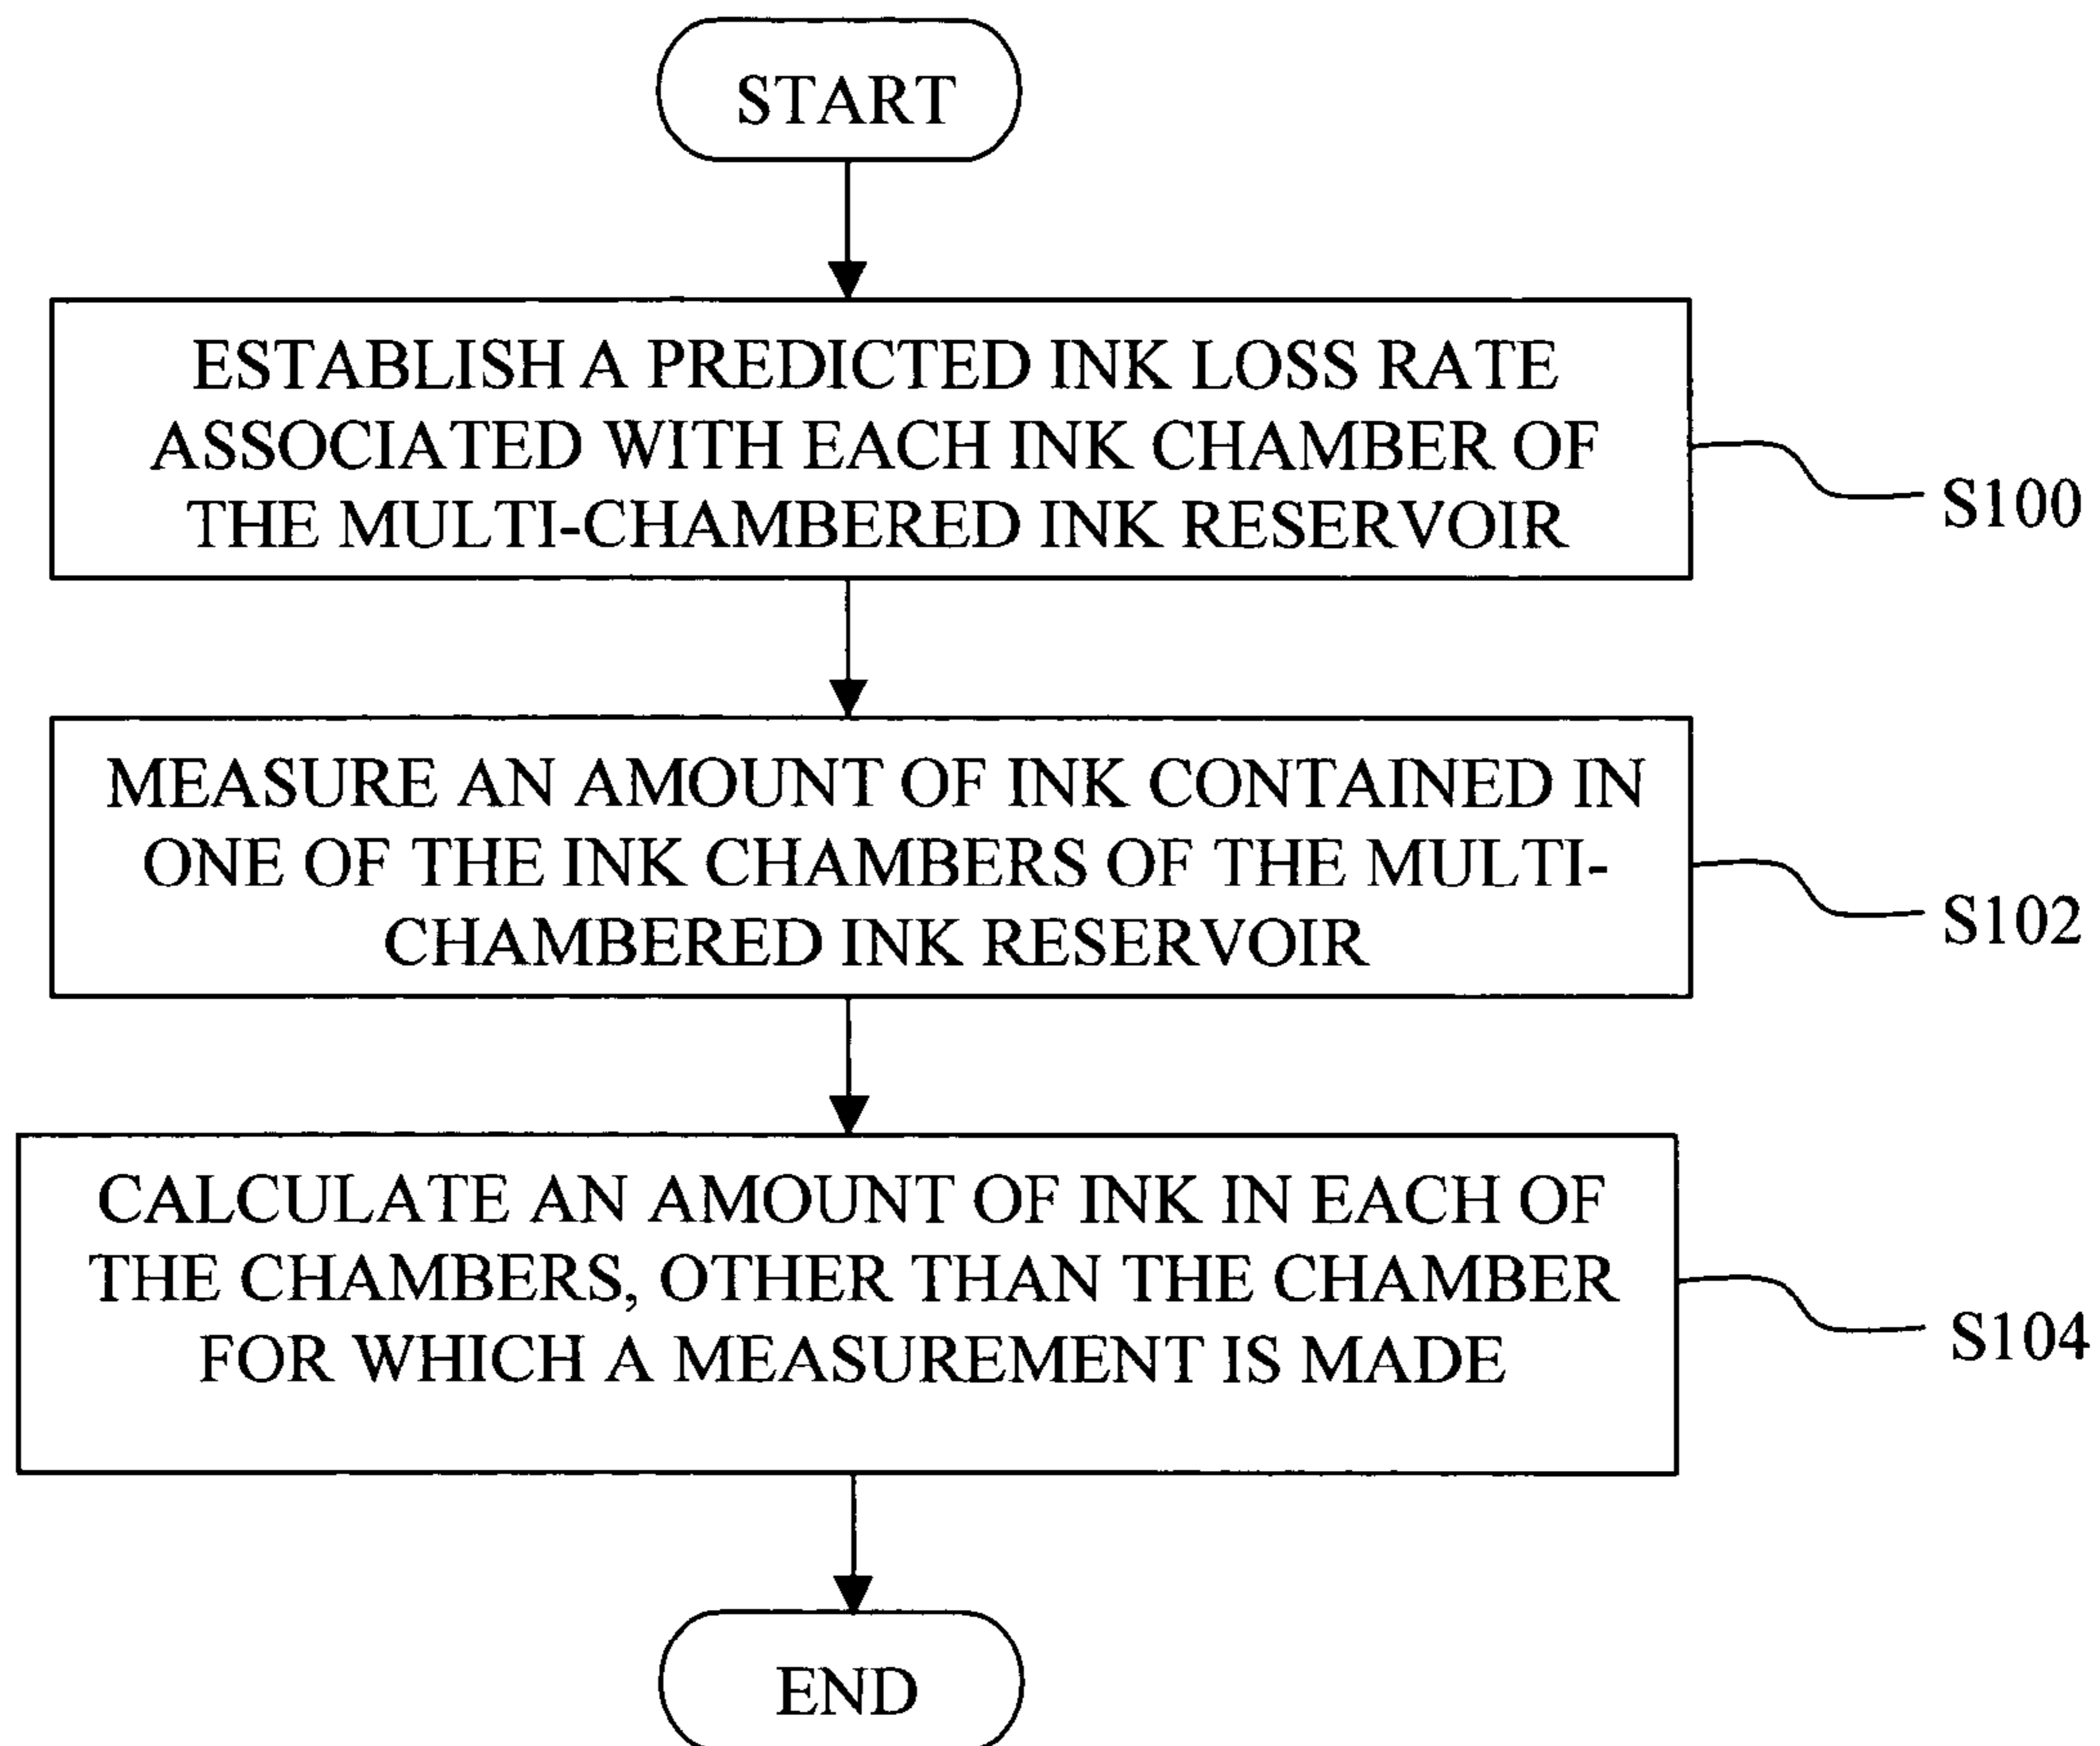 START
ESTABLISH A PREDICTED INK LOSS RATE
ASSOCIATED WITH EACH INK CHAMBER OF
THE MULTI-CHAMBERED INK RESERVOIR
S100
MEASURE AN AMOUNT OF INK CONTAINED IN
ONE OF THE INK CHAMBERS OF THE MULTI-
CHAMBERED INK RESERVOIR
S102
CALCULATE AN AMOUNT OF INK IN EACH OF
THE CHAMBERS, OTHER THAN THE CHAMBER
FOR WHICH A MEASUREMENT IS MADE
S104
END